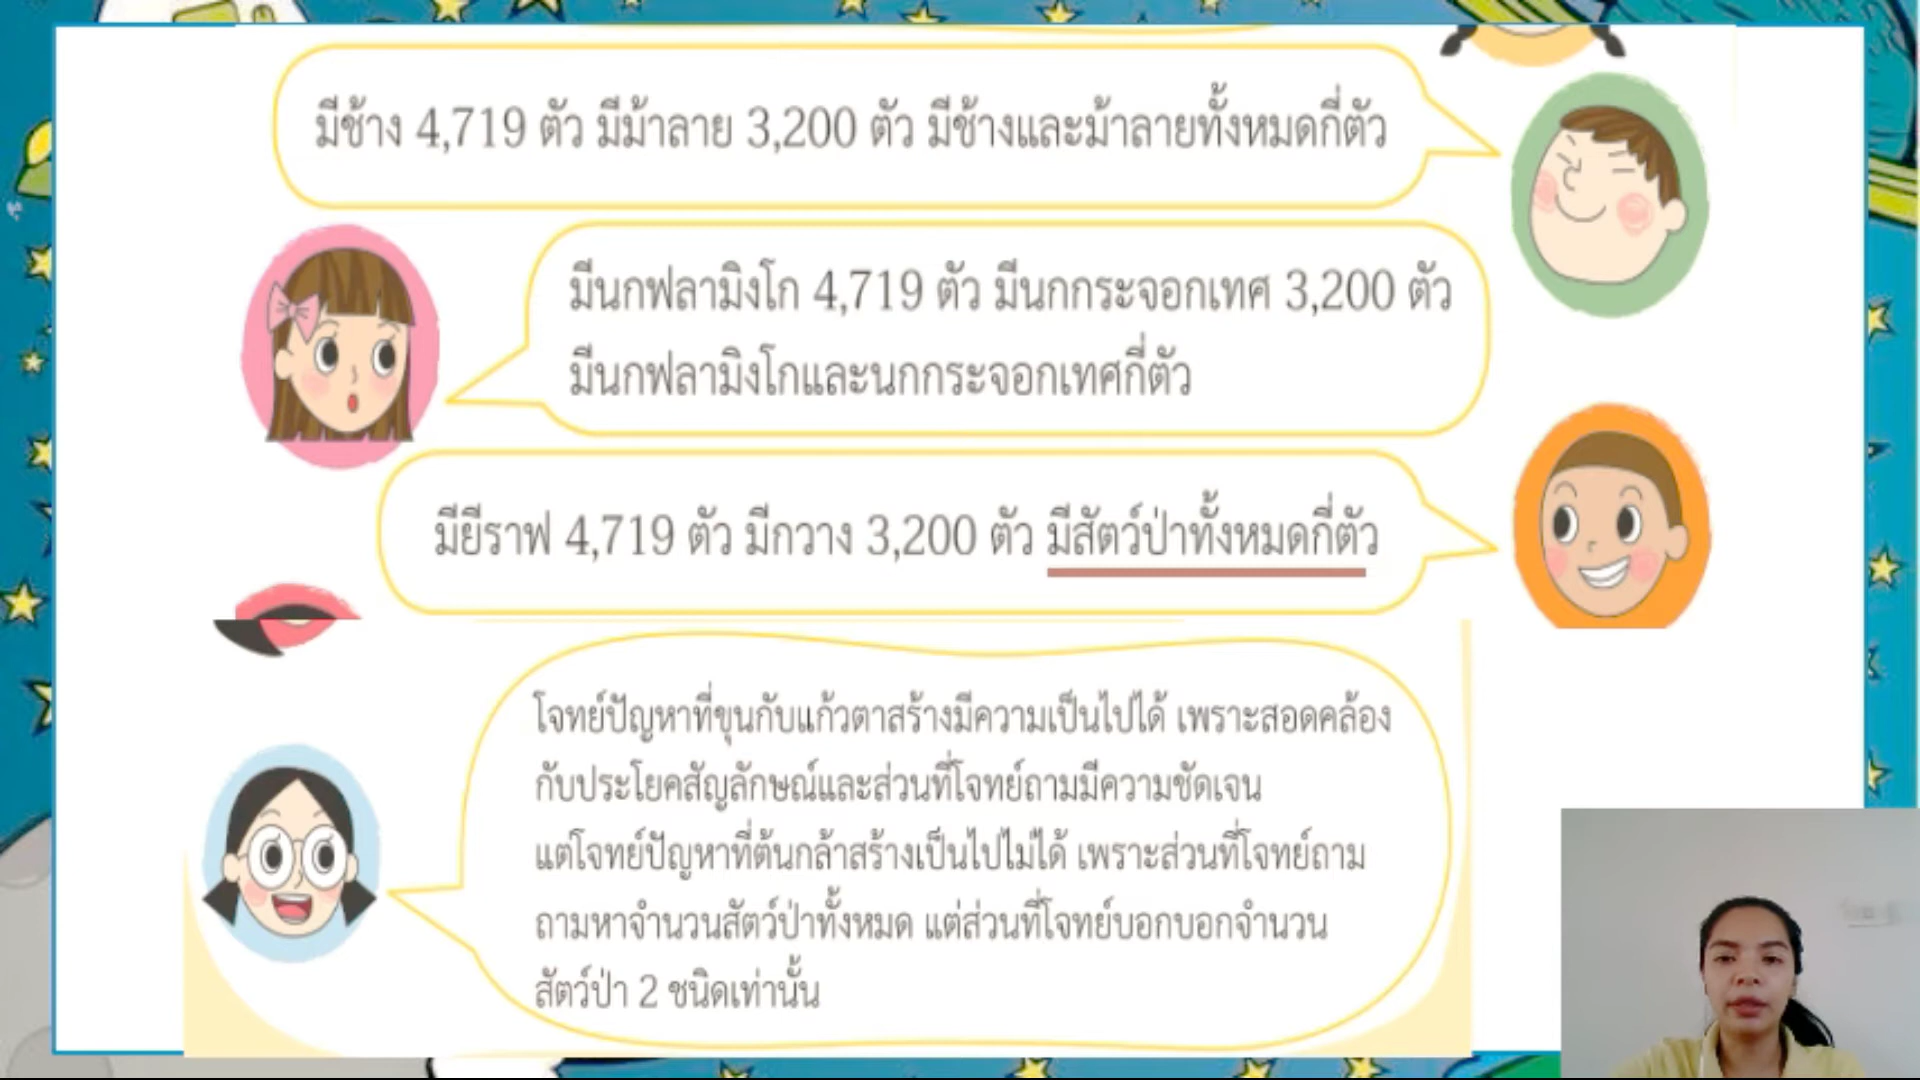 มีช้าง 4,719 ตัว มีม้าลาย 3,200 ตัว มีช้างและม้าลายทั้งหมดกี่ตัว
มีนกฟลามิงโก 4,719 ตัว มีนกกระจอกเทศ 3,200 ตัว
มีนกฟลามิงโกและนกกระจอกเทศกี่ตัว
มียีราฟ 4,719 ตัว มีกวาง 3,200 ตัว มีสัตว์ป่าทั้งหมดกี่ตัว
โจทย์ปัญหาที่ขุนกับแก้วตาสร้างมีความเป็นไปได้ เพราะสอดคล้อง
กับประโยคสัญลักษณ์และส่วนที่โจทย์ถามมีความชัดเจน
แต่โจทย์ปัญหาที่ต้นกล้าสร้างเป็นไปไม่ได้ เพราะส่วนที่โจทย์ถาม
ถามหาจำนวนสัตว์ป่าทั้งหมด แต่ส่วนที่โจทย์บอกบอกจำนวน
สัตว์ป่า 2 ชนิดเท่านั้น